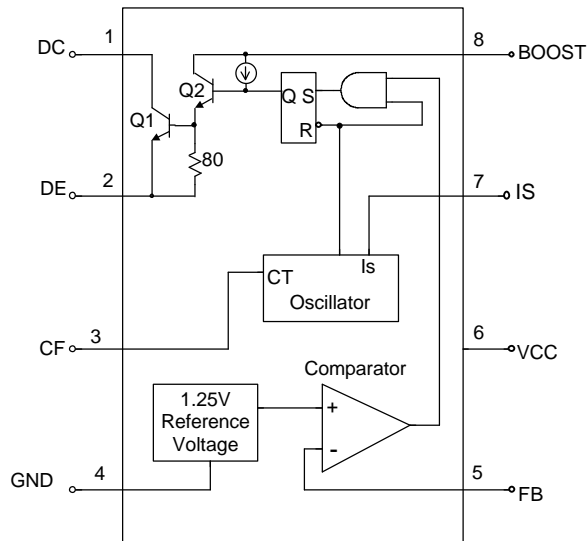 DC
1
8
BOOST
Q2
Q1
Q S
R
80
DE
2
7
IS
Is
CT
Oscillator
CF
3
6
VCC
Comparator
1.25V
Reference
Voltage
+
-
GND
4
5
FB